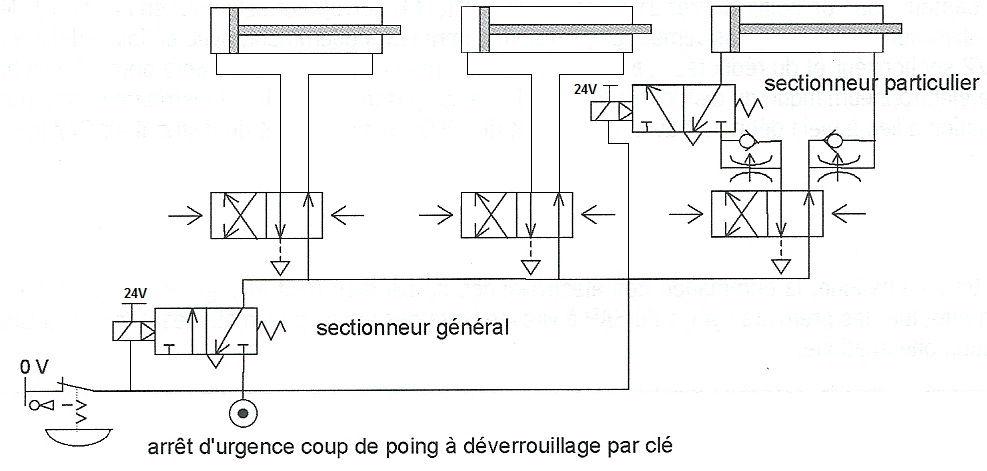 sectionneur particulier
24V
24V
sectionneur général
0 V
arrêt d'urgence coup de poing à déverrouillage par clé